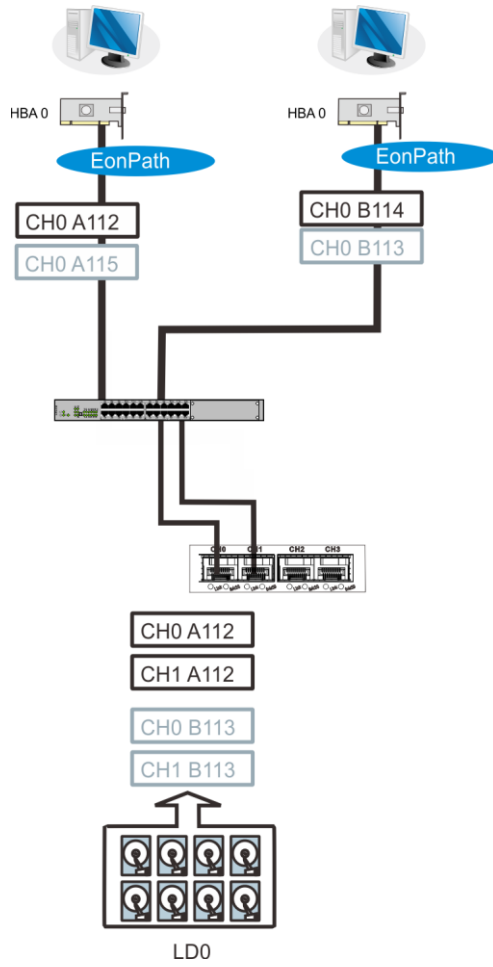 HBA 0
HBA 0
EonPath
EonPath
CH0 A112
CH0 A115
CH0 B114
CH0 B113
CH0 CH1 CH2 CH3
CH0 A112
CH1 A112
CH0 B113
CH1 B113
LD0